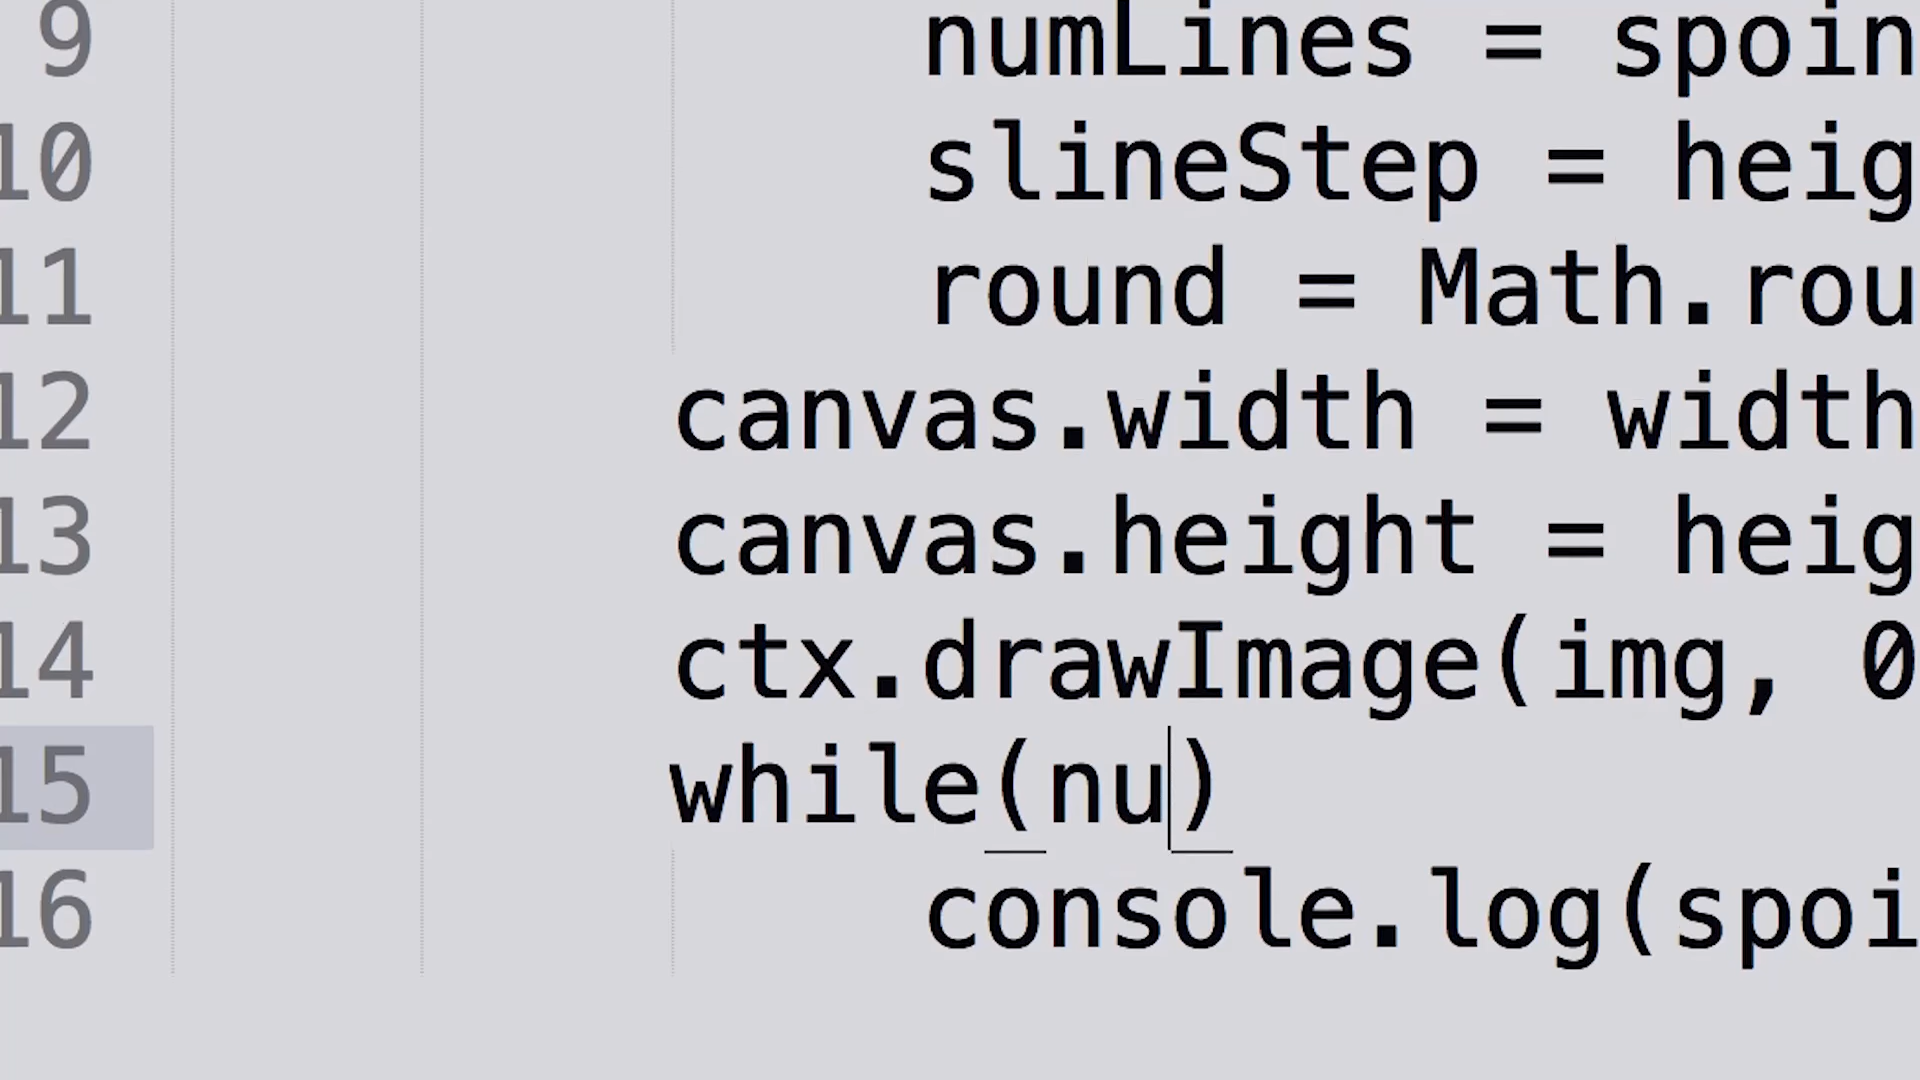 9 numLines = spoin
10 slineStep = heig
11 round = Math.rou
12 canvas.width = width
13 canvas.height = heig
14 ctx.drawImage(img, 0
15 while(nu)
16 console.log(spoi